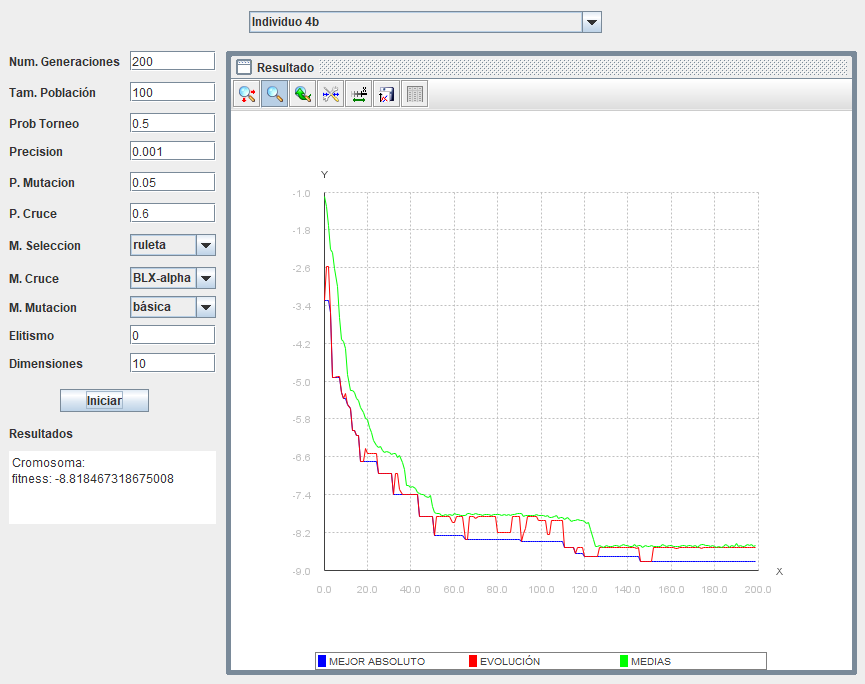 Individuo 4b
Num. Generaciones 200
Tam. Población 100
Prob Torneo 0.5
Precision 0.001
P. Mutacion 0.05
P. Cruce 0.6
M. Seleccion ruleta
M. Cruce BLX-alpha
M. Mutacion básica
Elitismo 0
Dimensiones 10
Iniciar
Resultados
Cromosoma:
fitness: -8.818467318675008
Resultado
Y
-1.0
-1.8
-2.6
-3.4
-4.2
-5.0
-5.8
-6.6
-7.4
-8.2
-9.0
X
0.0 20.0 40.0 60.0 80.0 100.0 120.0 140.0 160.0 180.0 200.0
MEJOR ABSOLUTO EVOLUCIÓN MEDIAS